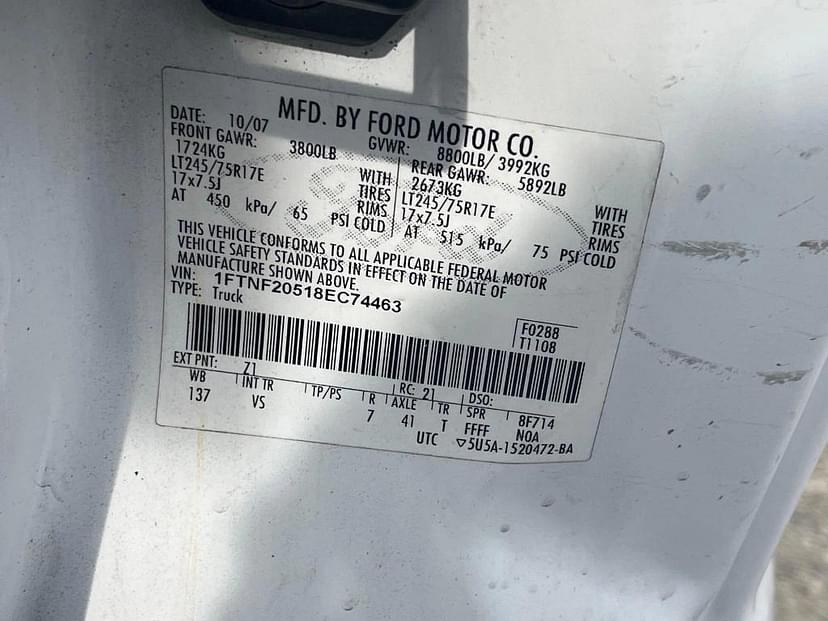 MFD. BY FORD MOTOR CO.
DATE: 10/07 GVWR: 8800LB/ 3992KG
FRONT GAWR: 3800LB REAR GAWR: 5892LB
1724KG WITH 2673KG WITH
LT245/75R17E TIRES LT245/75R17E TIRES
17x7.5J RIMS 17x7.5J RIMS
AT 450 kPa/ 65 PSI COLD AT 515 kPa/ 75 PSI COLD
THIS VEHICLE CONFORMS TO ALL APPLICABLE FEDERAL MOTOR
VEHICLE SAFETY STANDARDS IN EFFECT ON THE DATE OF
MANUFACTURE SHOWN ABOVE.
VIN: 1FTNF20518EC74463
TYPE: Truck
F0288
T1108
EXT PNT: Z1 RC: 21 DSO:
WB INT TR TP/PS R AXLE TR SPR 8F714
137 VS 7 41 T FFFF NOA
UTC ▽5U5A-1520472-BA